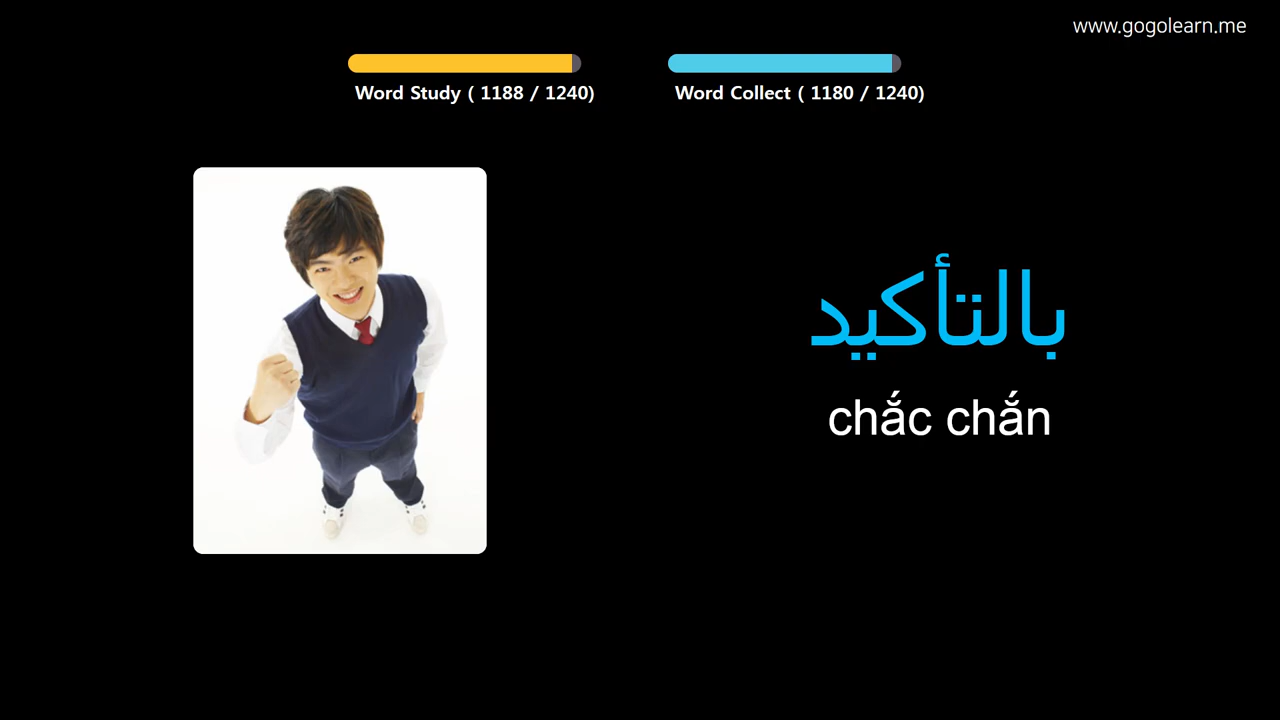 www.gogolearn.me
Word Study ( 1188 / 1240)
Word Collect ( 1180 / 1240)
بالتأكيد
chắc chắn